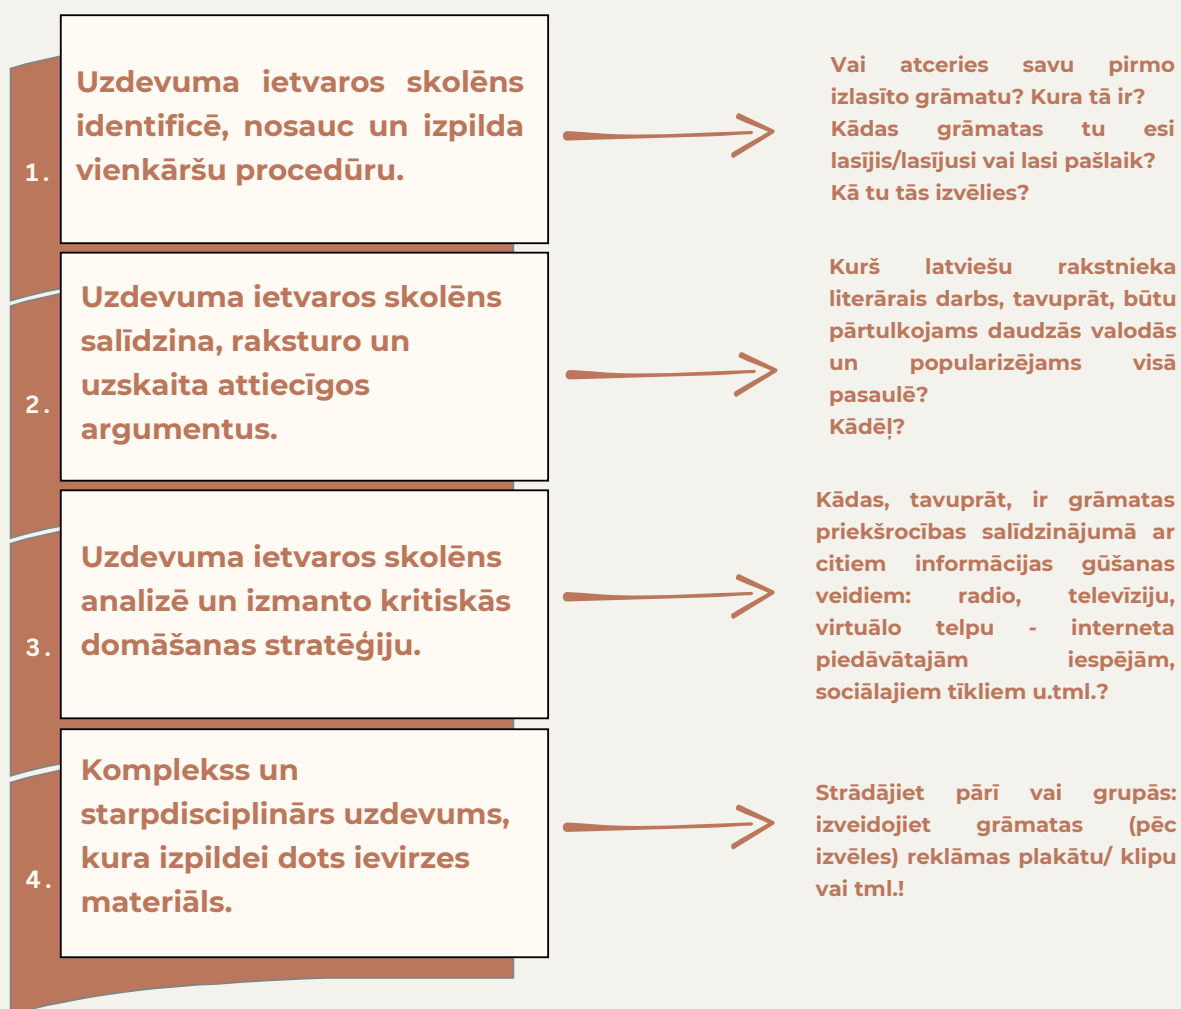 1.
Uzdevuma ietvaros skolēns
identificē, nosauc un izpilda
vienkāršu procedūru.
Vai atceries savu pirmo
izlasīto grāmatu? Kura tā ir?
Kādas grāmatas tu esi
lasījis/lasījusi vai lasi pašlaik?
Kā tu tās izvēlies?
2.
Uzdevuma ietvaros skolēns
salīdzina, raksturo un
uzskaita attiecīgos
argumentus.
Kurš latviešu rakstnieka
literārais darbs, tavuprāt, būtu
pārtulkojams daudzās valodās
un popularizējams visā
pasaulē?
Kādēļ?
3.
Uzdevuma ietvaros skolēns
analizē un izmanto kritiskās
domāšanas stratēģiju.
Kādas, tavuprāt, ir grāmatas
priekšrocības salīdzinājumā ar
citiem informācijas gūšanas
veidiem: radio, televīziju,
virtuālo telpu - interneta
piedāvātajām iespējām,
sociālajiem tīkliem u.tml.?
4.
Komplekss un
starpdisciplinārs uzdevums,
kura izpildei dots ievirzes
materiāls.
Strādājiet pārī vai grupās:
izveidojiet grāmatas (pēc
izvēles) reklāmas plakātu/ klipu
vai tml.!